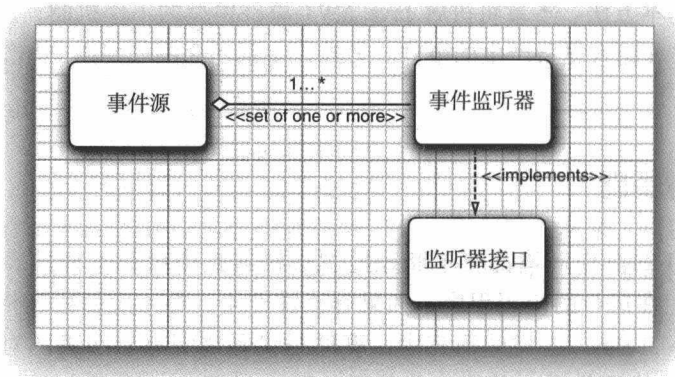 事件源
1…*
<<set of one or more>>
事件监听器
<<implements>>
监听器接口